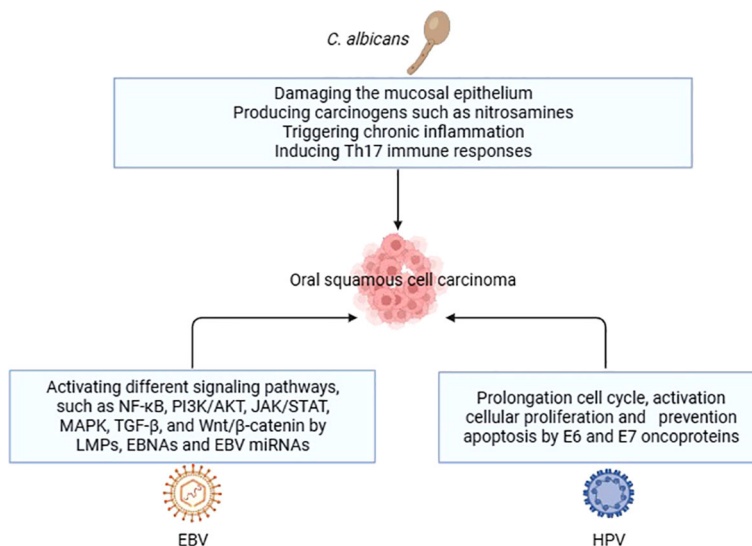 C. albicans
Damaging the mucosal epithelium
Producing carcinogens such as nitrosamines
Triggering chronic inflammation
Inducing Th17 immune responses
Oral squamous cell carcinoma
Activating different signaling pathways,
such as NF-κB, PI3K/AKT, JAK/STAT,
MAPK, TGF-β, and Wnt/β-catenin by
LMPs, EBNAs and EBV miRNAs
EBV
Prolongation cell cycle, activation
cellular proliferation and prevention
apoptosis by E6 and E7 oncoproteins
HPV